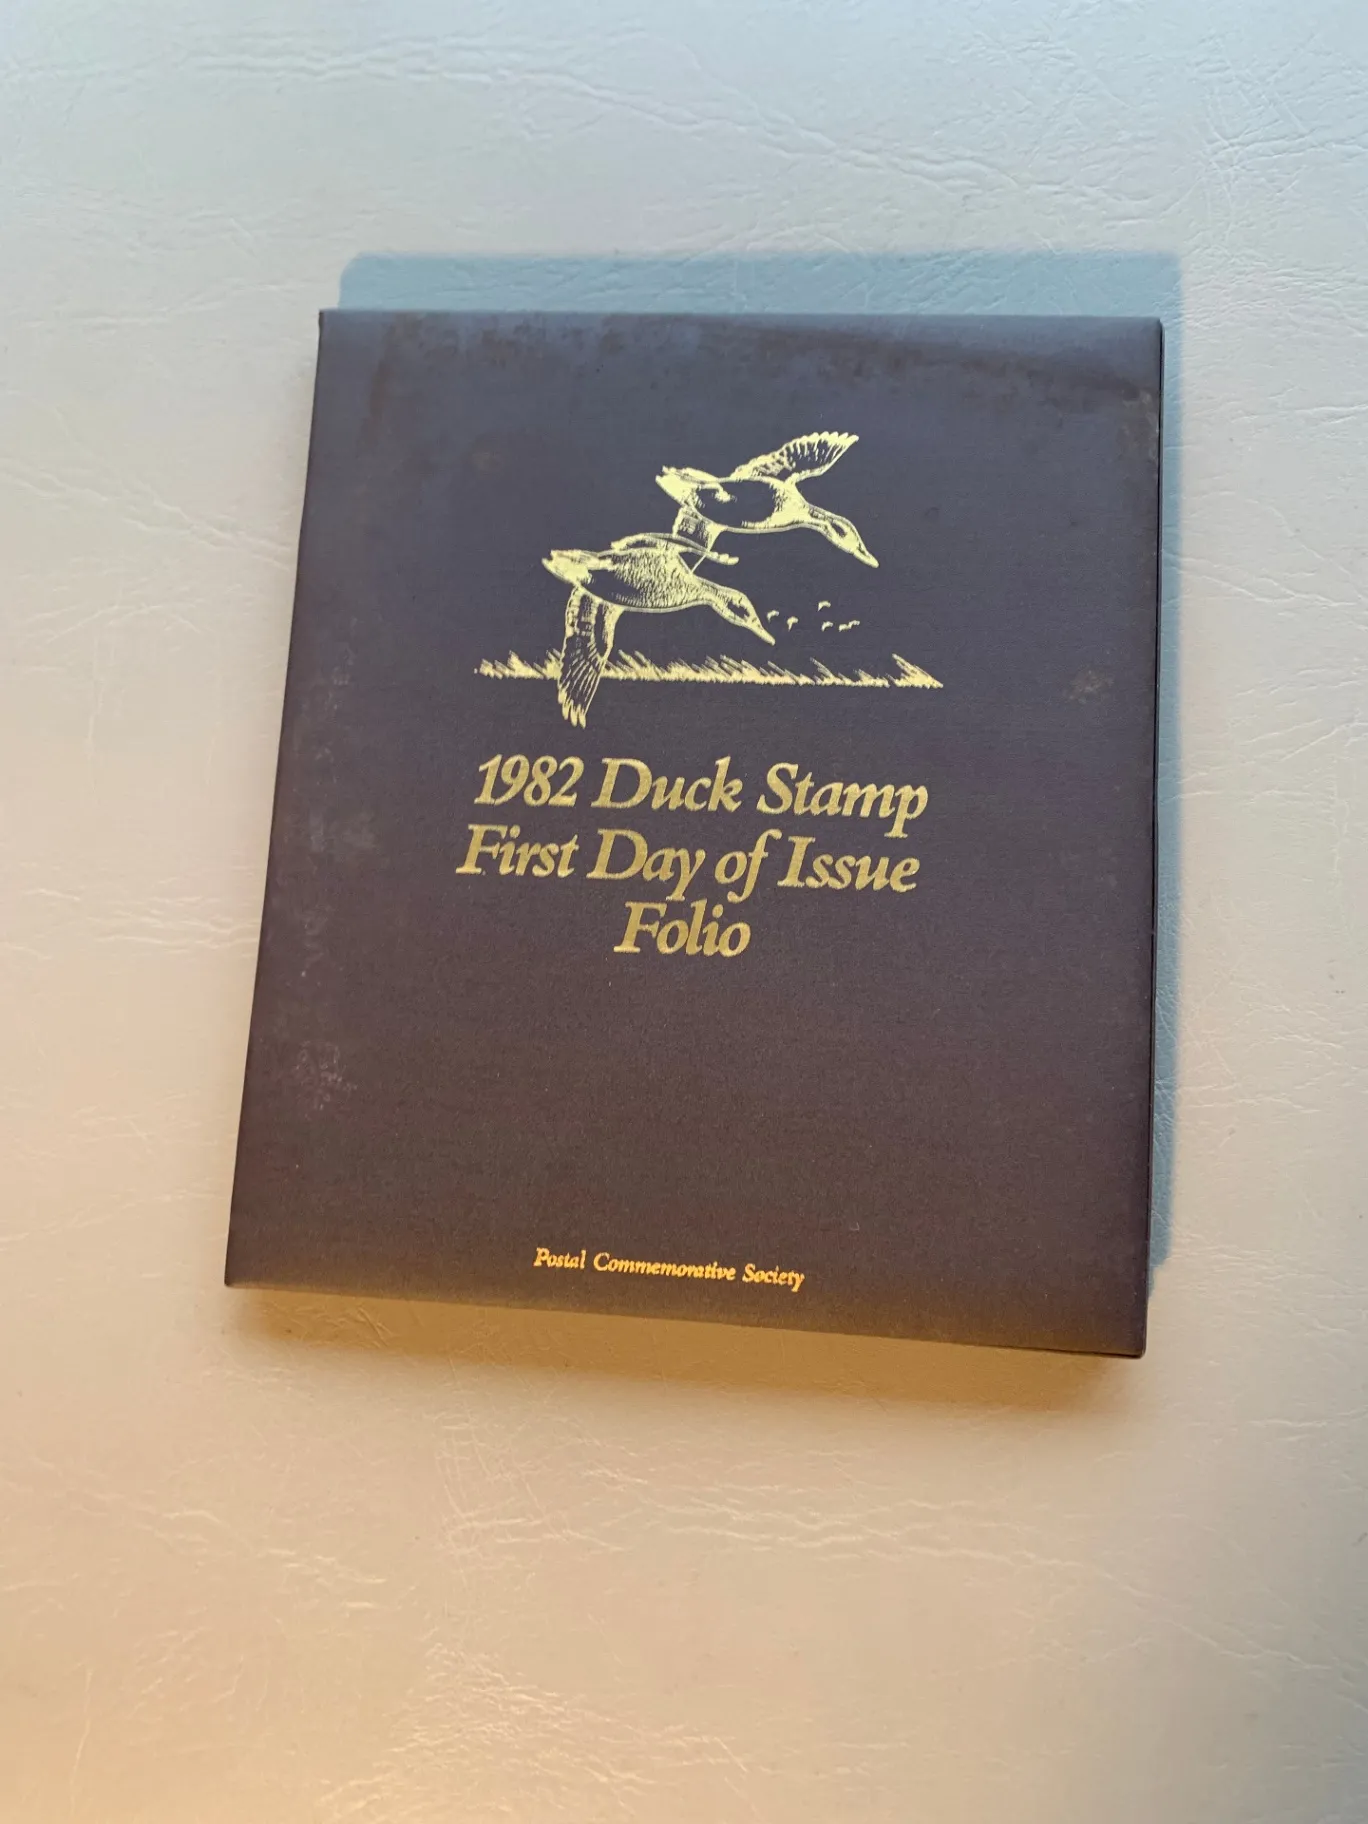 1982 Duck Stamp
First Day of Issue
Folio
Postal Commemorative Society